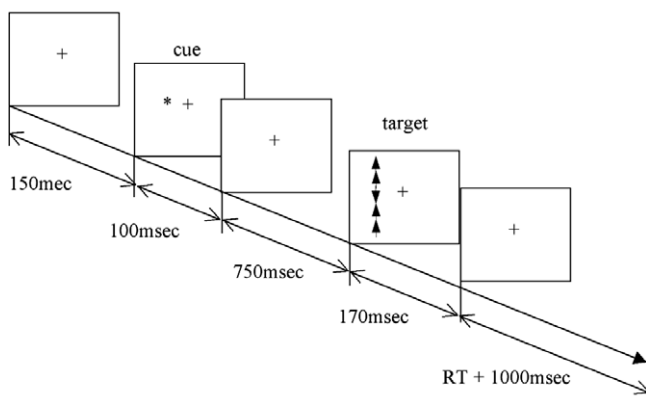 +
cue
* +
+
target
+
+
150mec
100msec
750msec
170msec
RT + 1000msec